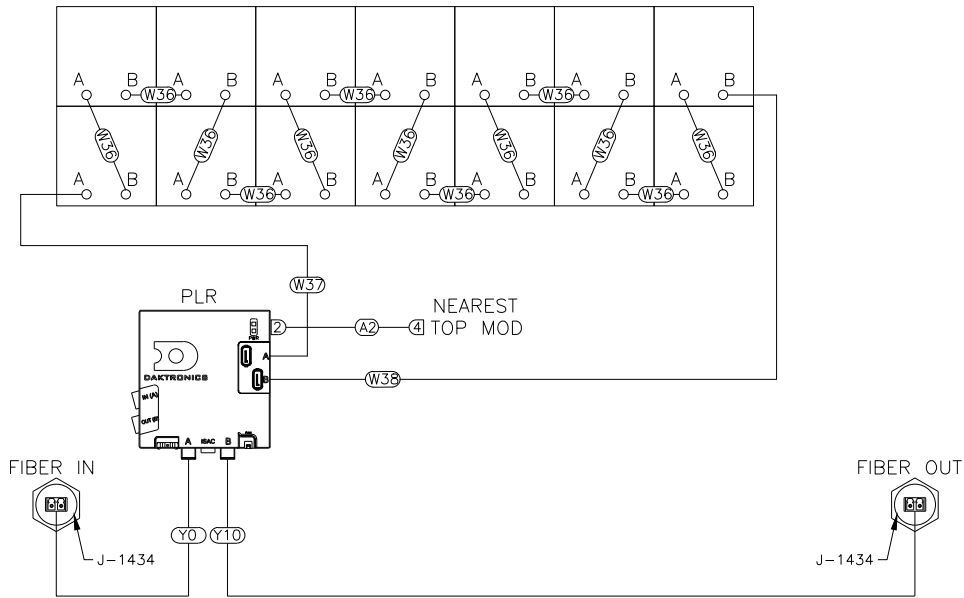 A B A B A B A B A B A B A B
W36 W36 W36
W36 W36 W36 W36 W36 W36 W36
A B A B A B A B A B A B A B
W36 W36 W36
W37
PLR
NEAREST
2 A2 4 TOP MOD
PWR
A
DAKTRONICS
B W38
IN (A)
OUT (B)
A ISAC B
FIBER IN
FIBER OUT
Y0 Y10
J-1434
J-1434